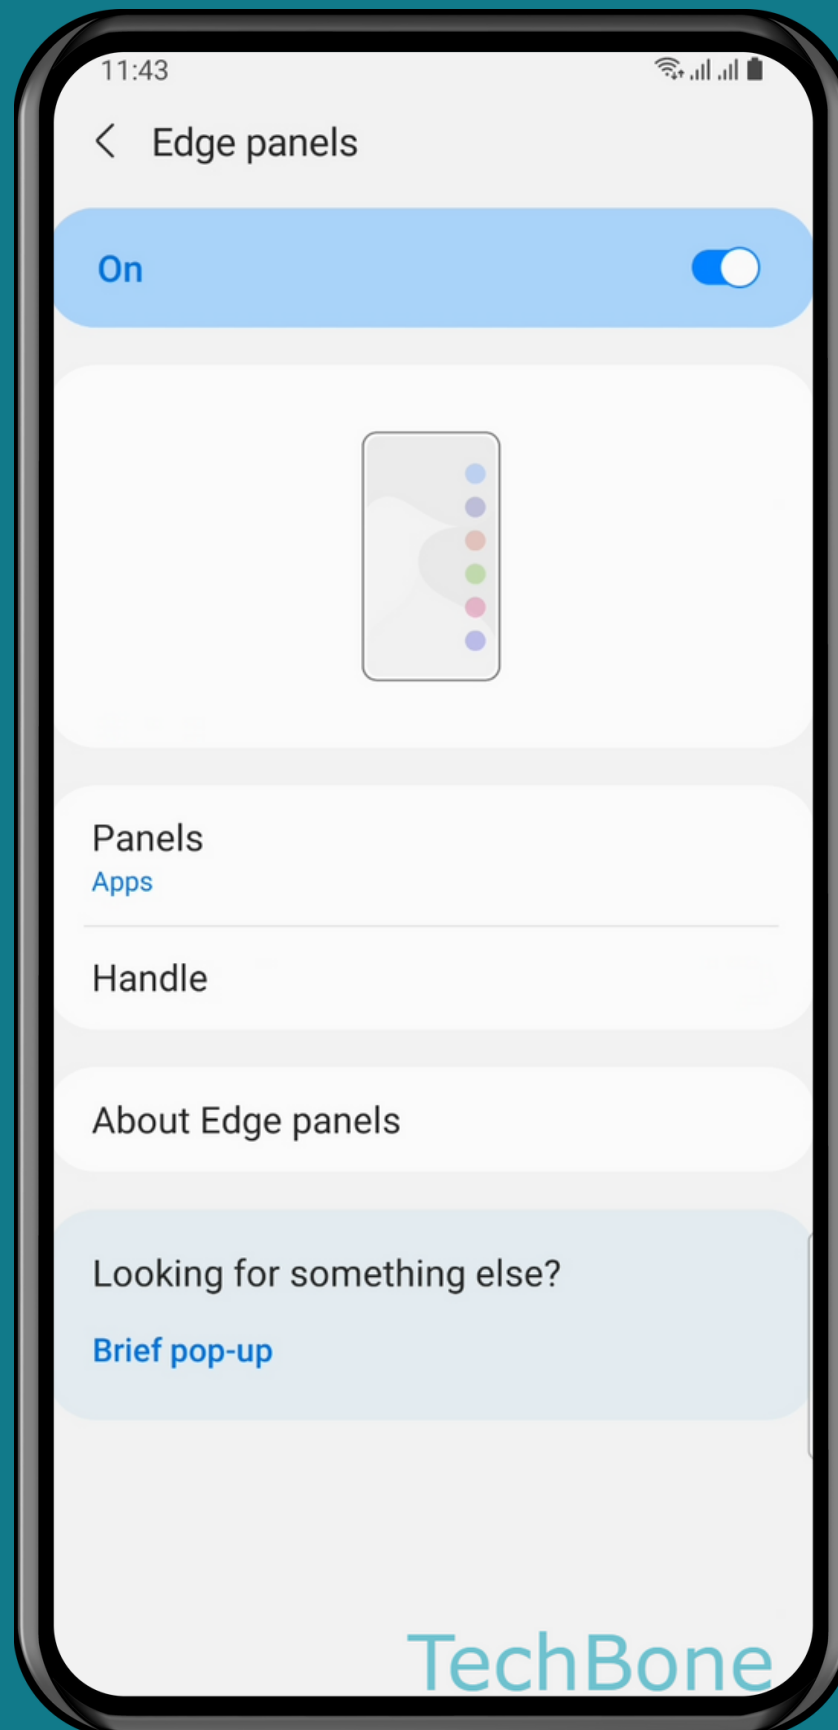 11:43
Edge panels
On
Panels
Apps
Handle
About Edge panels
Looking for something else?
Brief pop-up
TechBone